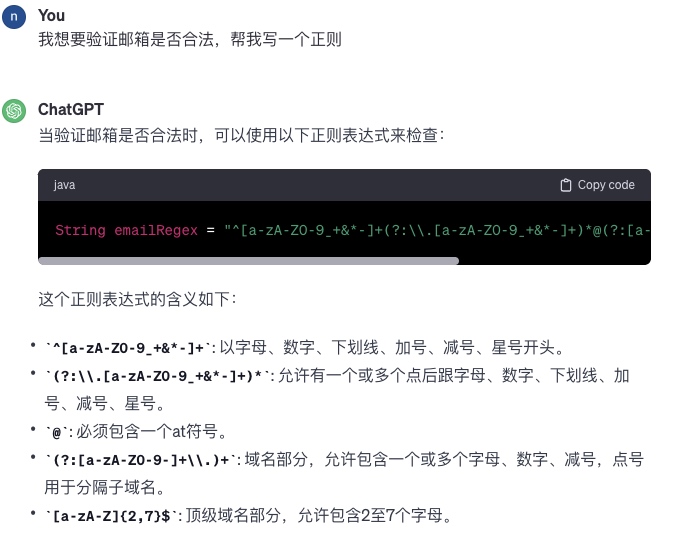 n You
我想要验证邮箱是否合法，帮我写一个正则
ChatGPT
当验证邮箱是否合法时，可以使用以下正则表达式来检查：
java Copy code
String emailRegex = "^[a-zA-Z0-9_+&*-]+(?:\\.[a-zA-Z0-9_+&*-]+)*@(?:[a-
这个正则表达式的含义如下：
• `^[a-zA-Z0-9_+&*-]+`: 以字母、数字、下划线、加号、减号、星号开头。
• `(?:\\.[a-zA-Z0-9_+&*-]+)*`: 允许有一个或多个点后跟字母、数字、下划线、加
号、减号、星号。
• `@`: 必须包含一个at符号。
• `(?:[a-zA-Z0-9-]+\\.)+`: 域名部分，允许包含一个或多个字母、数字、减号，点号
用于分隔子域名。
• `[a-zA-Z]{2,7}$`: 顶级域名部分，允许包含2至7个字母。